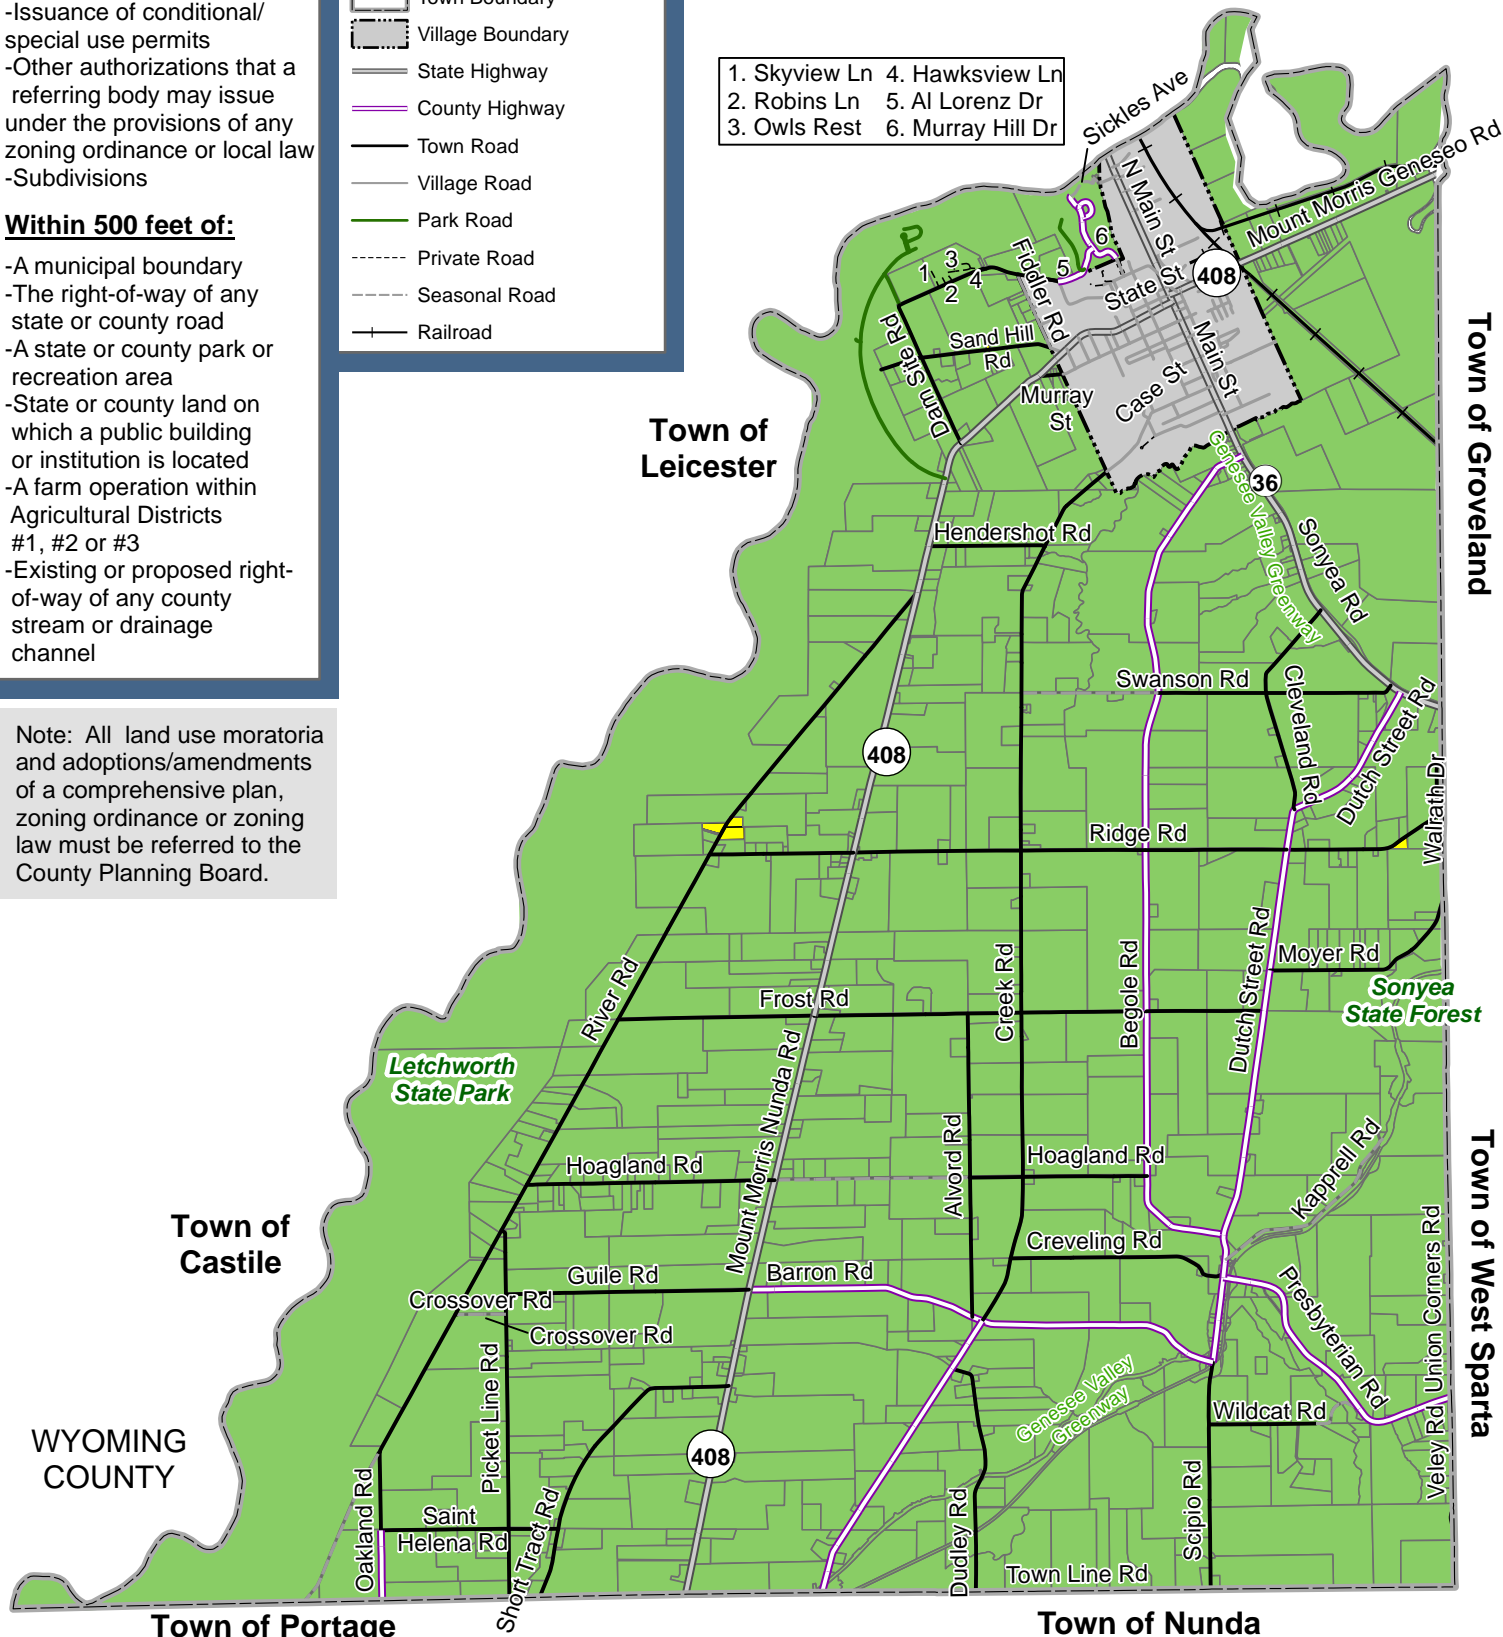 -Issuance of conditional/
special use permits
-Other authorizations that a
referring body may issue
under the provisions of any
zoning ordinance or local law
-Subdivisions
Within 500 feet of:
-A municipal boundary
-The right-of-way of any
state or county road
-A state or county park or
recreation area
-State or county land on
which a public building
or institution is located
-A farm operation within
Agricultural Districts
#1, #2 or #3
-Existing or proposed right-
of-way of any county
stream or drainage
channel
Note: All land use moratoria
and adoptions/amendments
of a comprehensive plan,
zoning ordinance or zoning
law must be referred to the
County Planning Board.
Town Boundary
Village Boundary
State Highway
County Highway
Town Road
Village Road
Park Road
Private Road
Seasonal Road
Railroad
1. Skyview Ln 4. Hawksview Ln
2. Robins Ln 5. Al Lorenz Dr
3. Owls Rest 6. Murray Hill Dr
Sickles Ave
N Main St
Mount Morris Geneseo Rd
1
2
3
4
5
6
Fiddler Rd
State St
408
Dam Site Rd
Sand Hill
Rd
Main St
Case St
Murray
St
Town of
Leicester
Town of Groveland
Genesee Valley Greenway
36
Sonyea Rd
Hendershot Rd
Swanson Rd
Cleveland Rd
Dutch Street Rd
Walrath Dr
408
Ridge Rd
River Rd
Frost Rd
Creek Rd
Begole Rd
Dutch Street Rd
Moyer Rd
Sonyea
State Forest
Letchworth
State Park
Mount Morris Nunda Rd
Alvord Rd
Hoagland Rd
Hoagland Rd
Kapprell Rd
Town of West Sparta
Town of
Castile
Creveling Rd
Guile Rd
Barron Rd
Crossover Rd
Crossover Rd
Presbyterian Rd
Union Corners Rd
Picket Line Rd
Genesee Valley
Greenway
Wildcat Rd
Veley Rd
WYOMING
COUNTY
408
Oakland Rd
Saint
Helena Rd
Short Tract Rd
Dudley Rd
Scipio Rd
Town Line Rd
Town of Portage
Town of Nunda